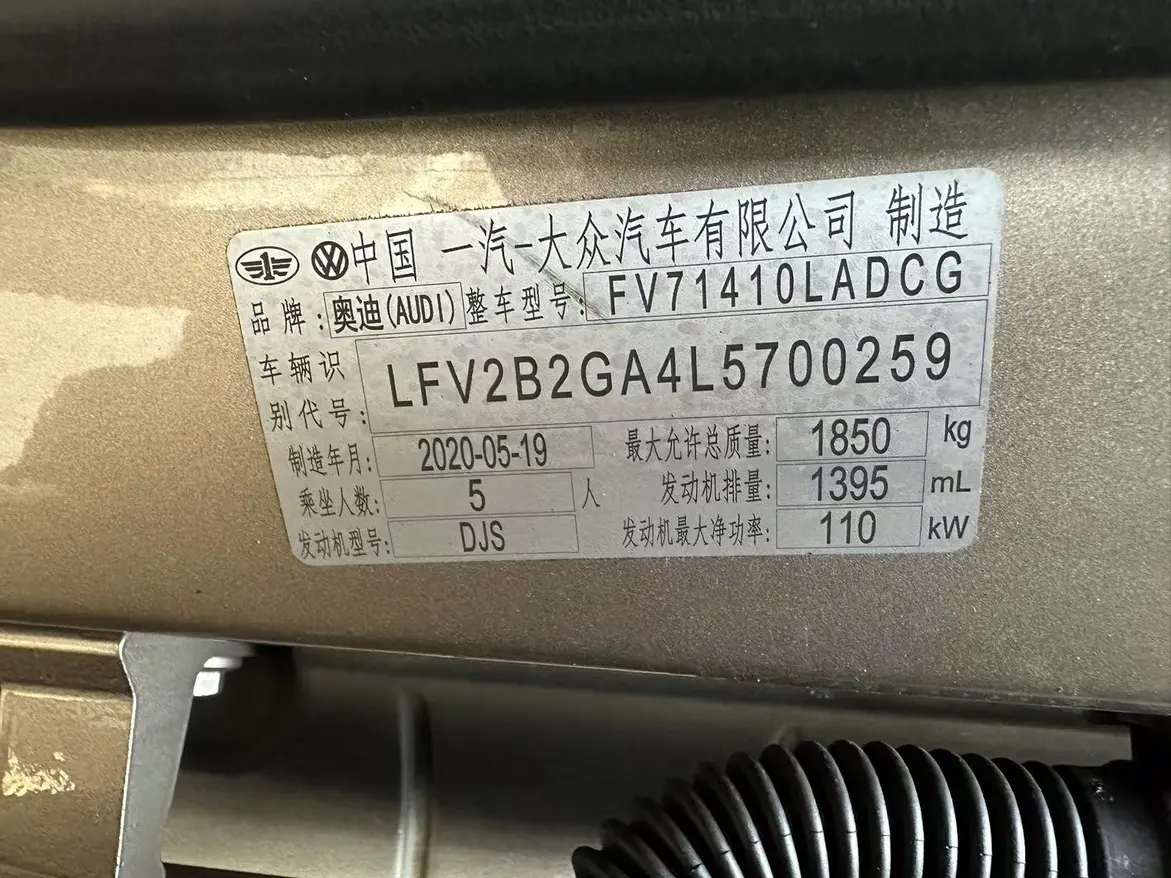 中国 一汽-大众汽车有限公司 制造
品牌: 奥迪(AUDI) 整车型号: FV71410LADCG
车辆识别代号: LFV2B2GA4L5700259
制造年月: 2020-05-19 最大允许总质量: 1850 kg
乘坐人数: 5 人 发动机排量: 1395 mL
发动机型号: DJS 发动机最大净功率: 110 kW